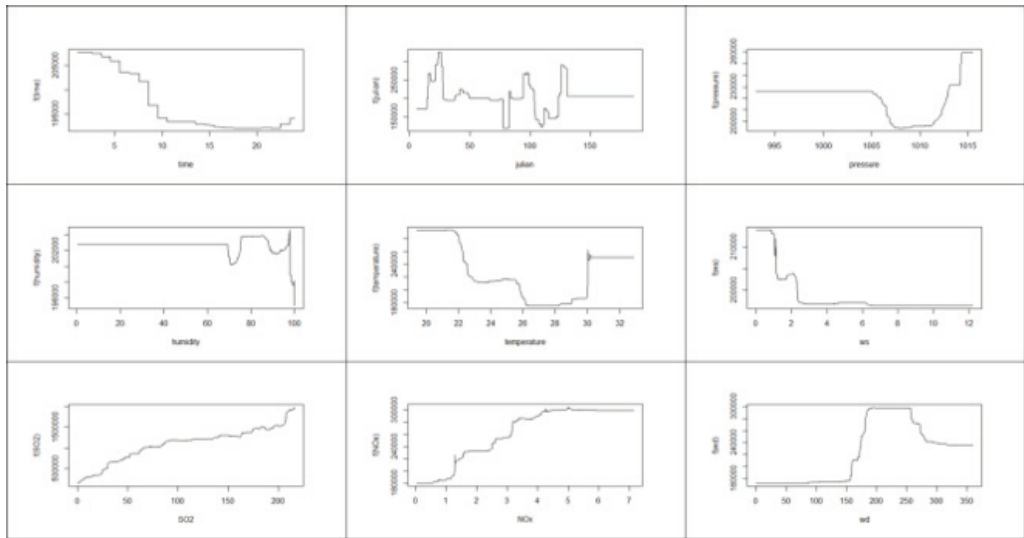 f(time)
195000 205000
5 10 15 20
time
f(julian)
150000 250000
0 50 100 150
julian
f(pressure)
200000 230000 260000
995 1000 1005 1010 1015
pressure
f(humidity)
198000 202000
0 20 40 60 80 100
humidity
f(temperature)
180000 240000
20 22 24 26 28 30 32
temperature
f(ws)
200000 210000
0 2 4 6 8 10 12
ws
f(SO2)
500000 1500000
0 50 100 150 200
SO2
f(NOx)
180000 240000 300000
0 1 2 3 4 5 6 7
NOx
f(wd)
180000 240000 300000
0 50 100 150 200 250 300 350
wd